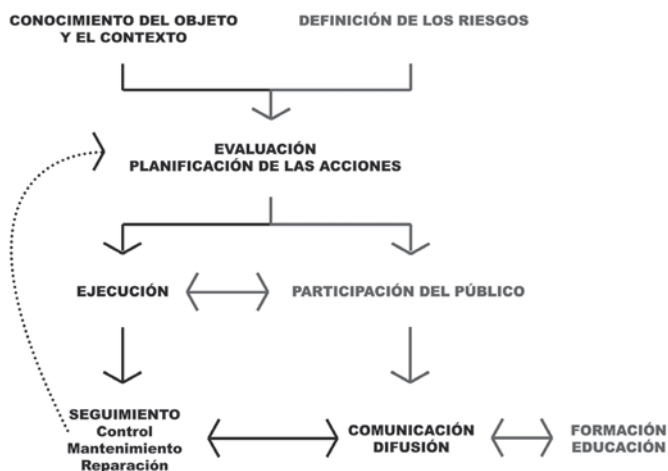 CONOCIMIENTO DEL OBJETO
Y EL CONTEXTO
DEFINICIÓN DE LOS RIESGOS
EVALUACIÓN
PLANIFICACIÓN DE LAS ACCIONES
EJECUCIÓN
PARTICIPACIÓN DEL PÚBLICO
SEGUIMIENTO
Control
Mantenimiento
Reparación
COMUNICACIÓN
DIFUSIÓN
FORMACIÓN
EDUCACIÓN